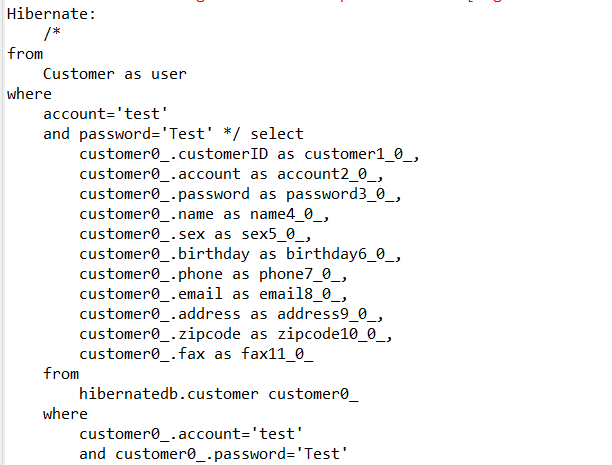 Hibernate:
    /*
from
    Customer as user
where
    account='test'
    and password='Test' */ select
        customer0_.customerID as customer1_0_,
        customer0_.account as account2_0_,
        customer0_.password as password3_0_,
        customer0_.name as name4_0_,
        customer0_.sex as sex5_0_,
        customer0_.birthday as birthday6_0_,
        customer0_.phone as phone7_0_,
        customer0_.email as email8_0_,
        customer0_.address as address9_0_,
        customer0_.zipcode as zipcode10_0_,
        customer0_.fax as fax11_0_
    from
        hibernatedb.customer customer0_
    where
        customer0_.account='test'
        and customer0_.password='Test'